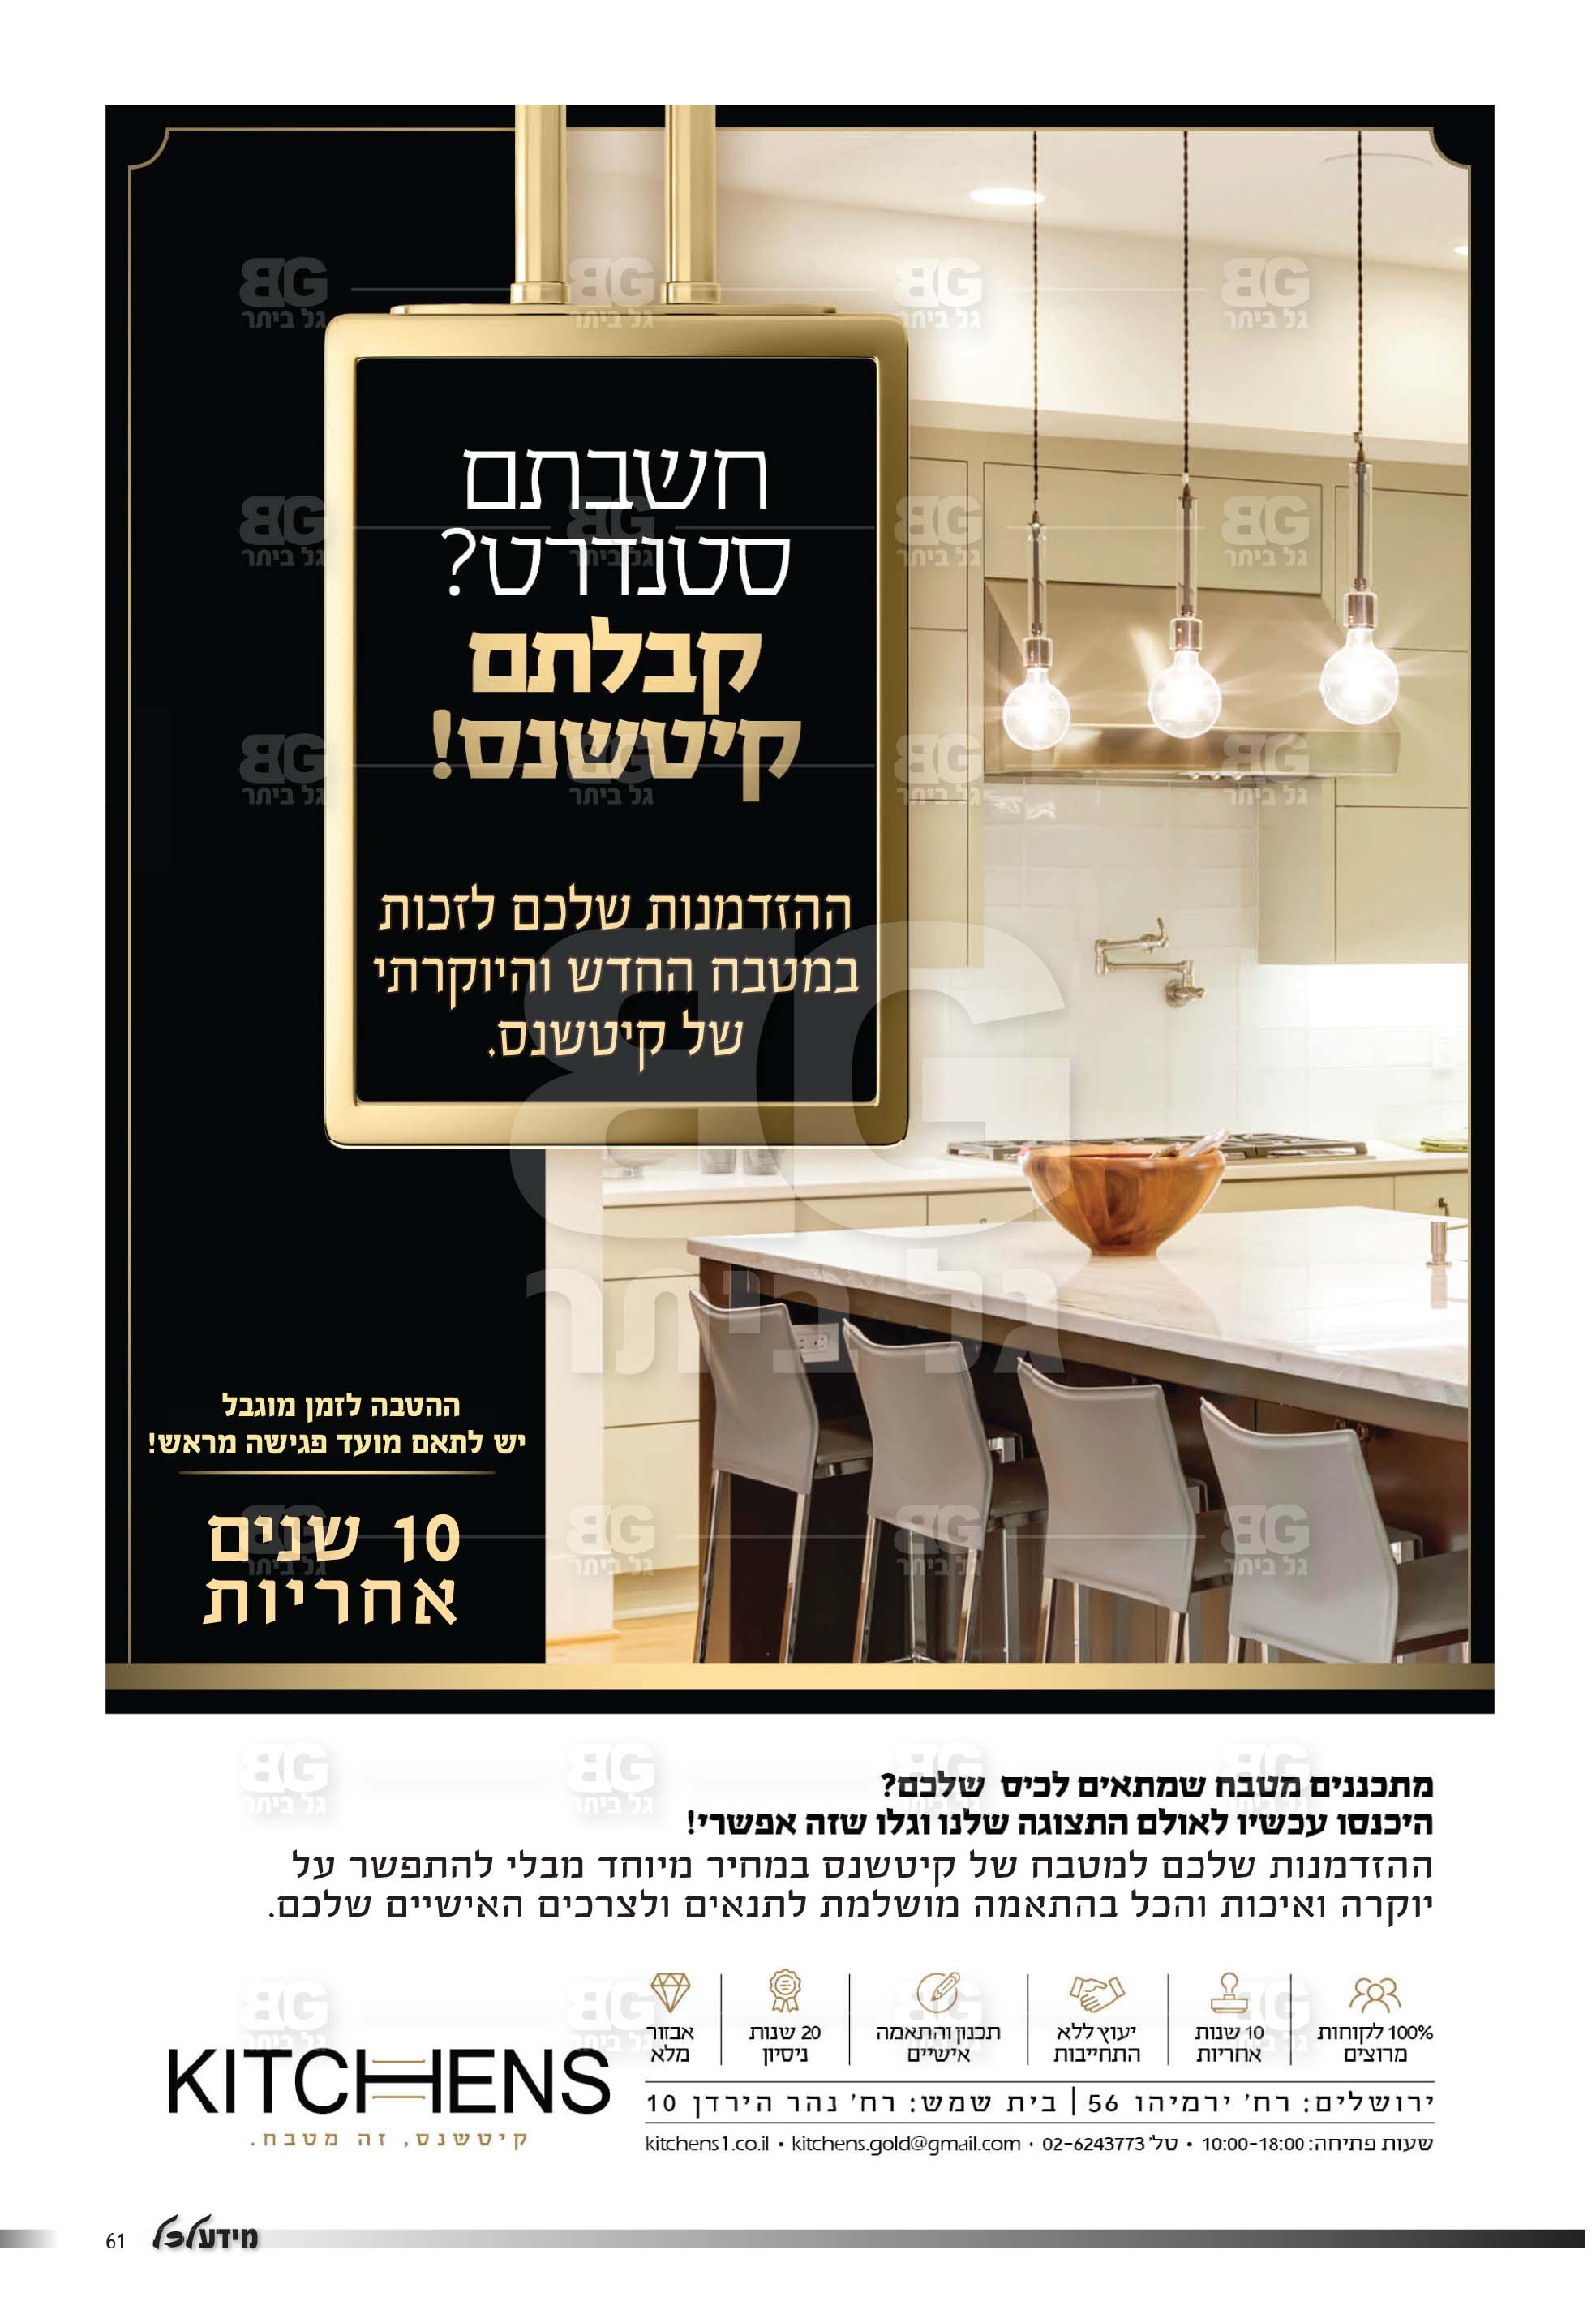 חשבתם
סטנדרט?
קבלתם
קיטשנס!
ההזדמנות שלכם לזכות
במטבח החדש והיוקרתי
של קיטשנס.
ההטבה לזמן מוגבל
יש לתאם מועד פגישה מראש!
10 שנים
אחריות
מתכננים מטבח שמתאים לכיס שלכם?
היכנסו עכשיו לאולם התצוגה שלנו וגלו שזה אפשרי!
ההזדמנות שלכם למטבח של קיטשנס במחיר מיוחד מבלי להתפשר על
יוקרה ואיכות והכל בהתאמה מושלמת לתנאים ולצרכים האישיים שלכם.
100% לקוחות
מרוצים
10 שנות
אחריות
יעוץ ללא
התחייבות
תכנון והתאמה
אישיים
20 שנות
ניסיון
אבזור
מלא
ירושלים: רח' ירמיהו 56 | בית שמש: רח' נהר הירדן 10
שעות פתיחה: 10:00-18:00 • טל' 02-6243773 • kitchens.gold@gmail.com • kitchens1.co.il
KITCHENS
קיטשנס, זה מטבח.
BG
גל ביתר
מידע לכל
61